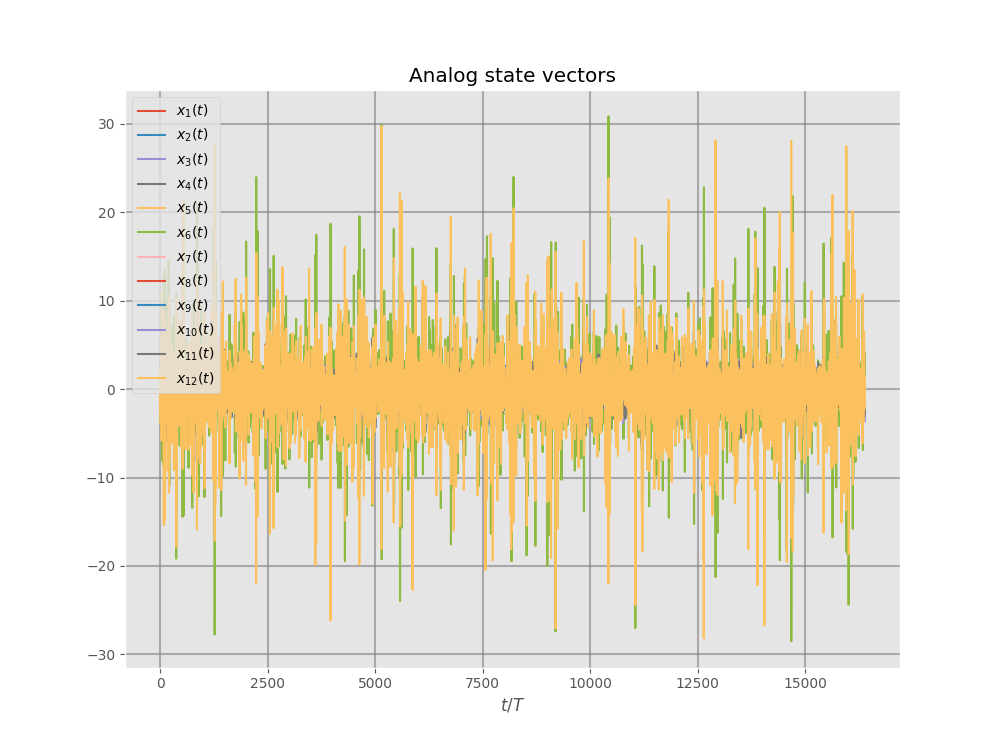 Analog state vectors
x₁(t)
x₂(t)
x₃(t)
x₄(t)
x₅(t)
x₆(t)
x₇(t)
x₈(t)
x₉(t)
x₁₀(t)
x₁₁(t)
x₁₂(t)
30
20
10
0
−10
−20
−30
0 2500 5000 7500 10000 12500 15000
t/T